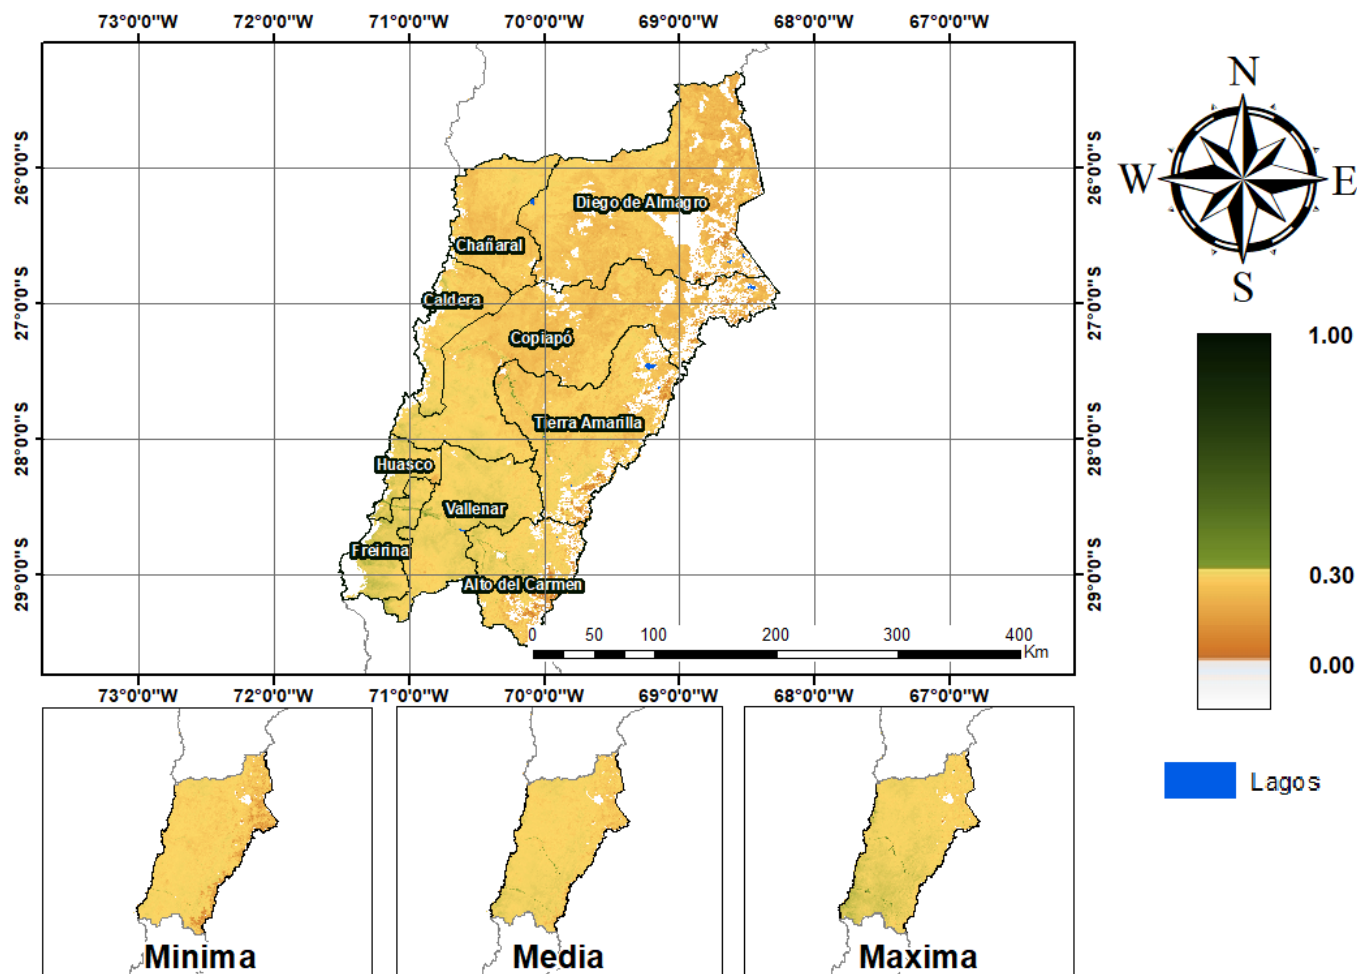 73°0'0"W 72°0'0"W 71°0'0"W 70°0'0"W 69°0'0"W 68°0'0"W 67°0'0"W
N
W E
S
26°0'0"S 26°0'0"S
Diego de Almagro
Chañaral
Caldera
27°0'0"S 27°0'0"S
Copiapó
1.00
Tierra Amarilla
28°0'0"S 28°0'0"S
Huasco
Vallenar
Freirina
29°0'0"S 29°0'0"S
Alto del Carmen
0.30
0 50 100 200 300 400
Km
0.00
73°0'0"W 72°0'0"W 71°0'0"W 70°0'0"W 69°0'0"W 68°0'0"W 67°0'0"W
Lagos
Minima Media Maxima